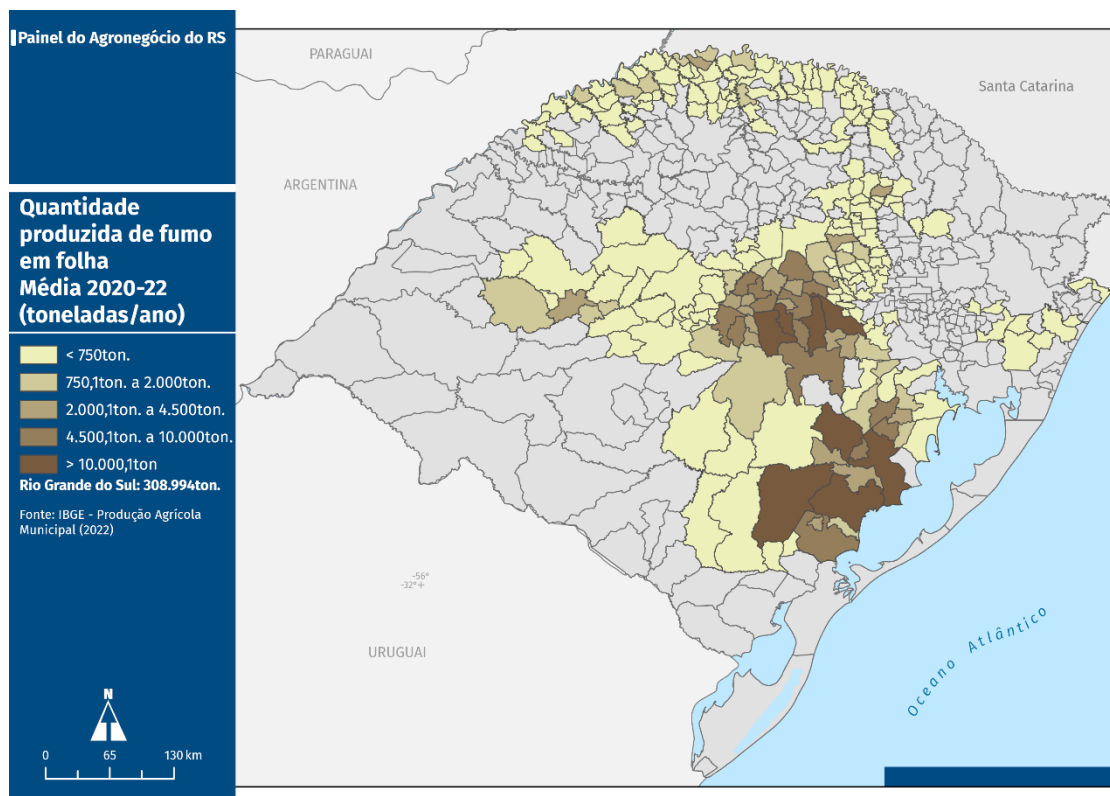 Painel do Agronegócio do RS
Quantidade
produzida de fumo
em folha
Média 2020-22
(toneladas/ano)
< 750ton.
750,1ton. a 2.000ton.
2.000,1ton. a 4.500ton.
4.500,1ton. a 10.000ton.
> 10.000,1ton
Rio Grande do Sul: 308.994ton.
Fonte: IBGE - Produção Agrícola
Municipal (2022)
N
0 65 130 km
PARAGUAI
Santa Catarina
ARGENTINA
-56°
-32°
URUGUAI
Oceano Atlântico